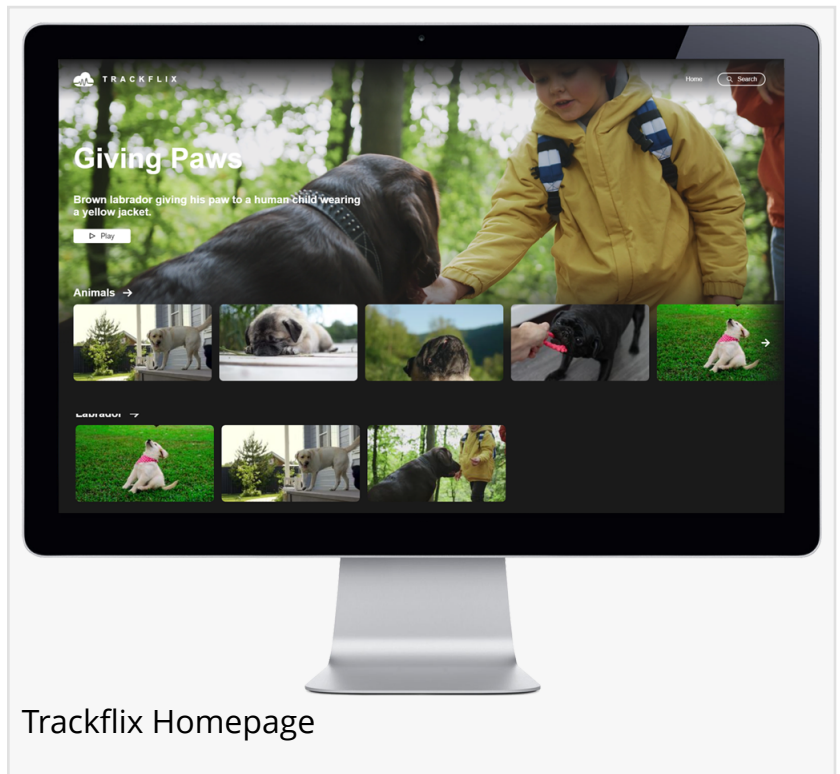 TRACKFLIX
Home
Search
Giving Paws
Brown labrador giving his paw to a human child wearing
a yellow jacket.
Play
Animals →
Labrador →
Trackflix Homepage